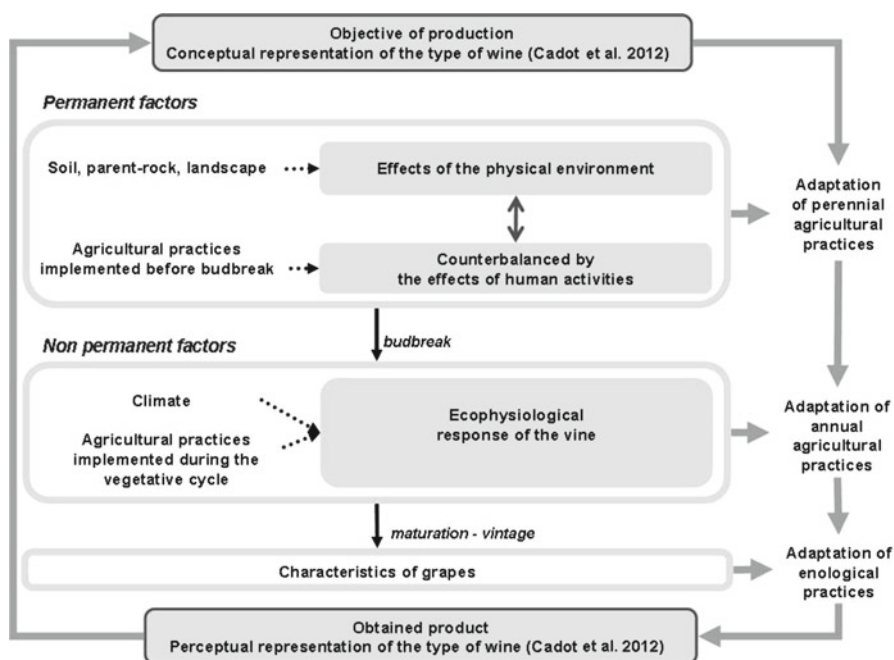 Objective of production
Conceptual representation of the type of wine (Cadot et al. 2012)
Permanent factors
Soil, parent-rock, landscape
Effects of the physical environment
Agricultural practices
implemented before budbreak
Counterbalanced by
the effects of human activities
Adaptation
of perennial
agricultural
practices
budbreak
Non permanent factors
Climate
Agricultural practices
implemented during the
vegetative cycle
Ecophysiological
response of the vine
Adaptation of
annual
agricultural
practices
maturation - vintage
Characteristics of grapes
Adaptation of
enological
practices
Obtained product
Perceptual representation of the type of wine (Cadot et al. 2012)